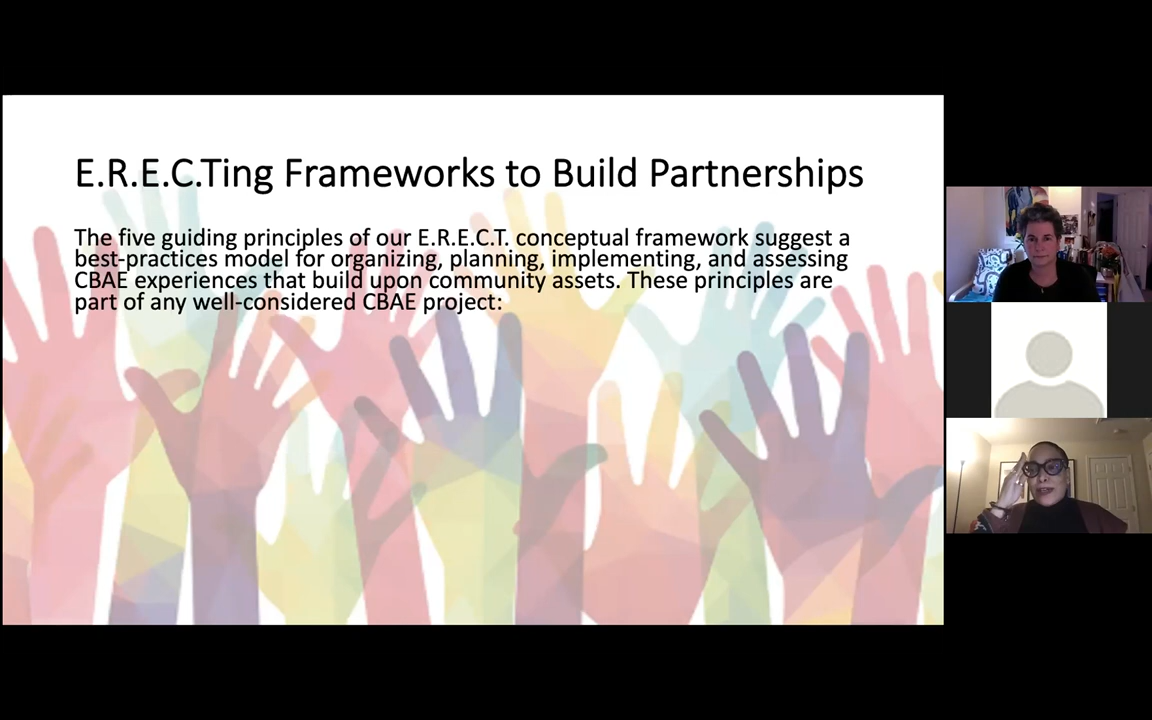 E.R.E.C.Ting Frameworks to Build Partnerships
The five guiding principles of our E.R.E.C.T. conceptual framework suggest a
best-practices model for organizing, planning, implementing, and assessing
CBAE experiences that build upon community assets. These principles are
part of any well-considered CBAE project: